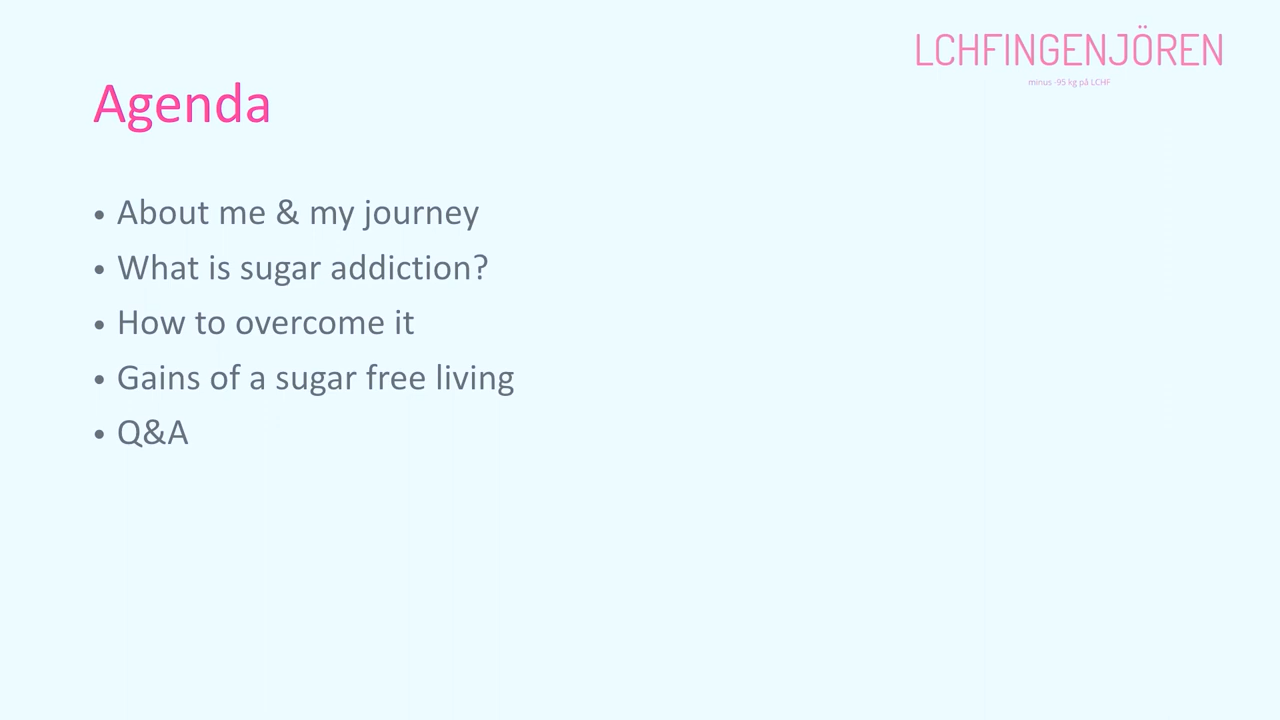 LCHFINGENJÖREN
minus -95 kg på LCHF
Agenda
• About me & my journey
• What is sugar addiction?
• How to overcome it
• Gains of a sugar free living
• Q&A